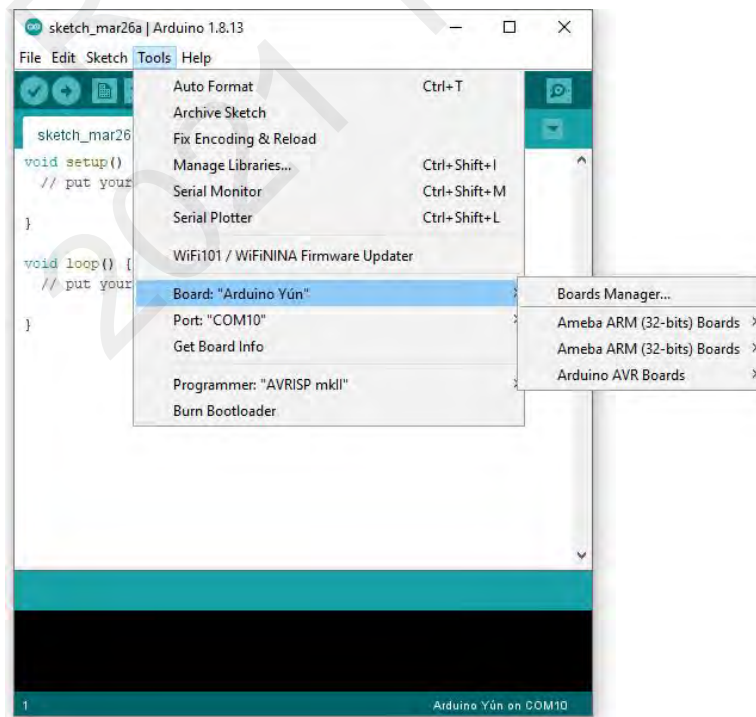 sketch_mar26a | Arduino 1.8.13
File Edit Sketch Tools Help
sketch_mar26
void setup()
// put your
}
void loop() {
// put your
}
Auto Format Ctrl+T
Archive Sketch
Fix Encoding & Reload
Manage Libraries... Ctrl+Shift+I
Serial Monitor Ctrl+Shift+M
Serial Plotter Ctrl+Shift+L
WiFi101 / WiFiNINA Firmware Updater
Board: "Arduino Yún"
Port: "COM10"
Get Board Info
Programmer: "AVRISP mkII"
Burn Bootloader
Boards Manager...
Ameba ARM (32-bits) Boards
Ameba ARM (32-bits) Boards
Arduino AVR Boards
1 Arduino Yún on COM10
2021